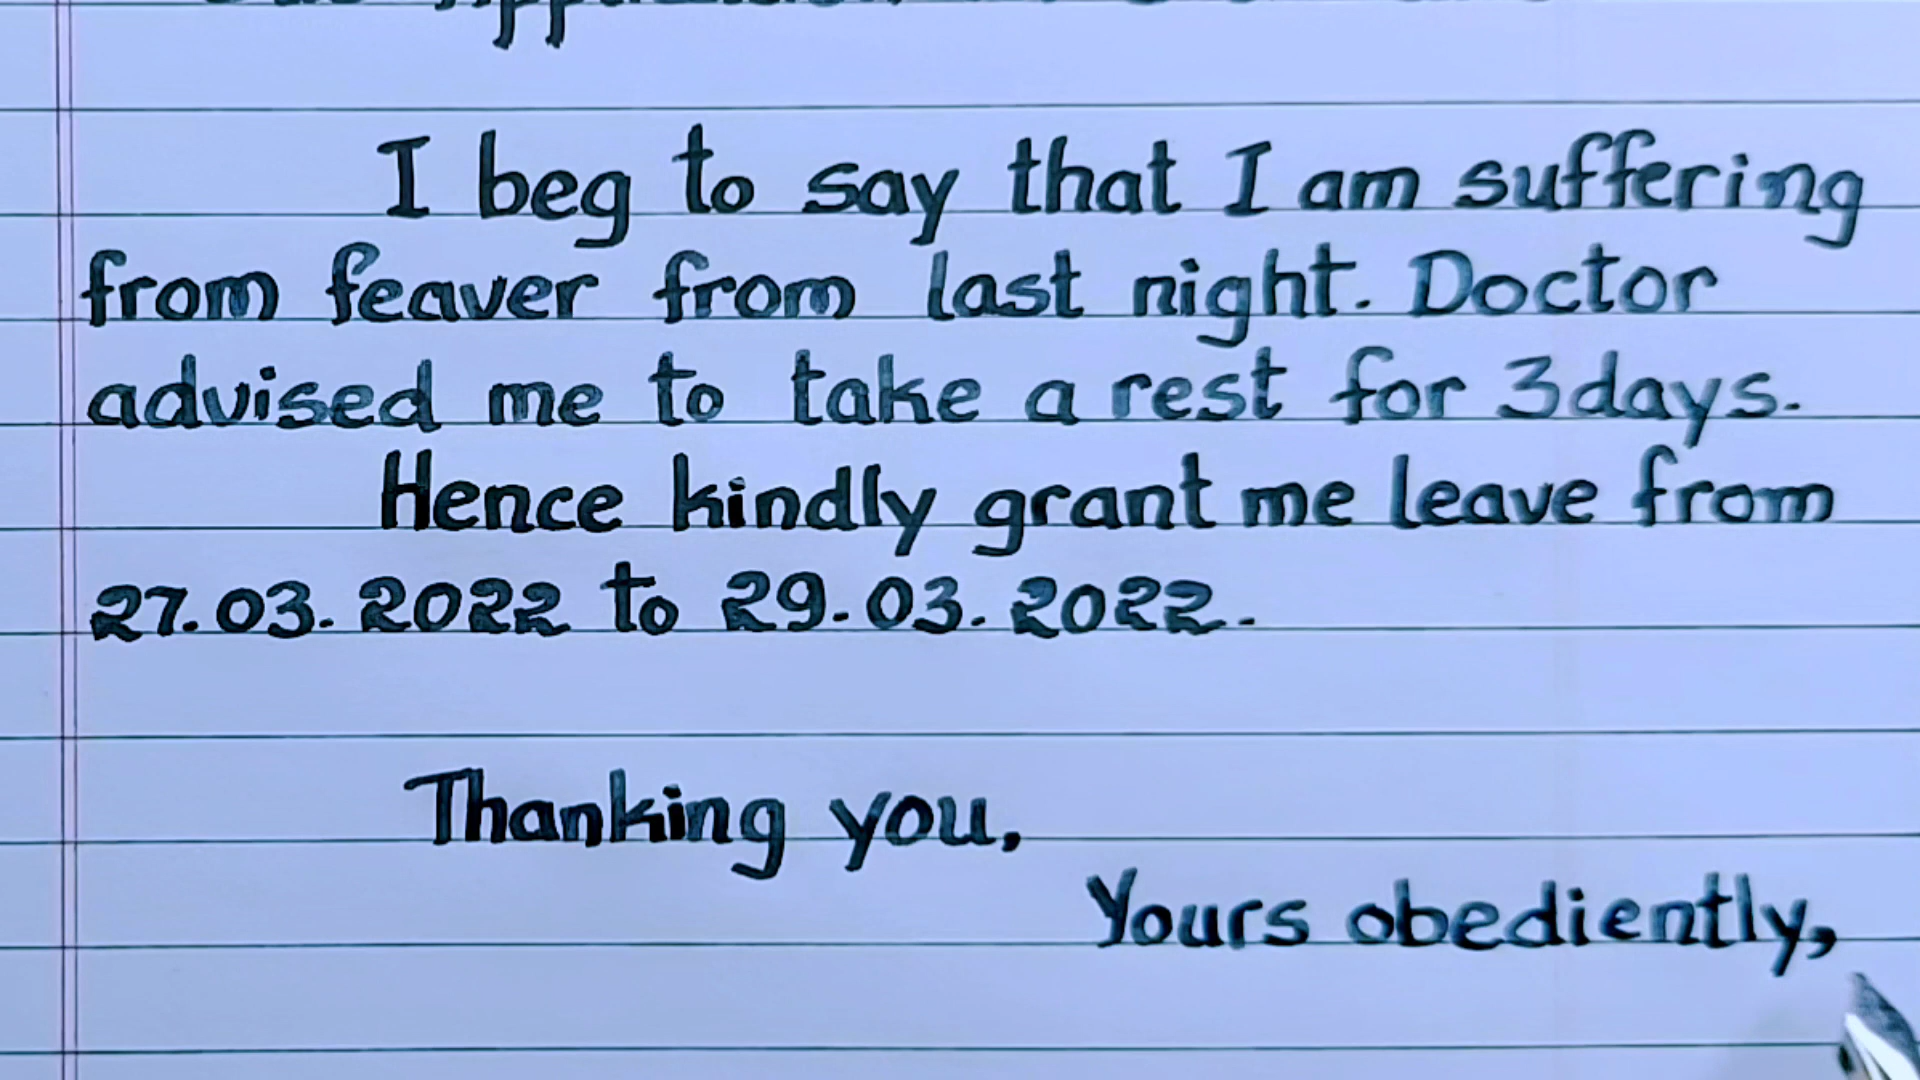 I beg to say that I am suffering
from feaver from last night. Doctor
advised me to take a rest for 3days.
Hence kindly grant me leave from
27.03.2022 to 29.03.2022.
Thanking you,
Yours obediently,